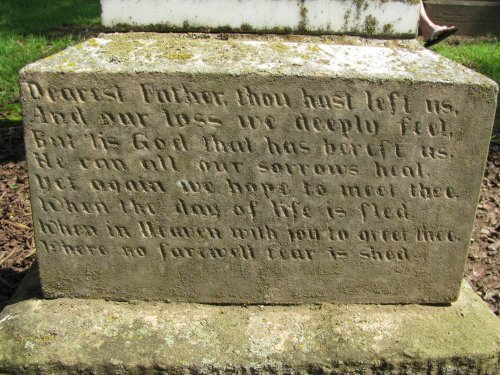 Dearest Father, thou hast left us,
And our loss we deeply feel,
But 'tis God that has bereft us,
He can all our sorrows heal.
Yet again we hope to meet thee,
When the day of life is fled,
When in Heaven with joy to greet thee,
Where no farewell tear is shed.